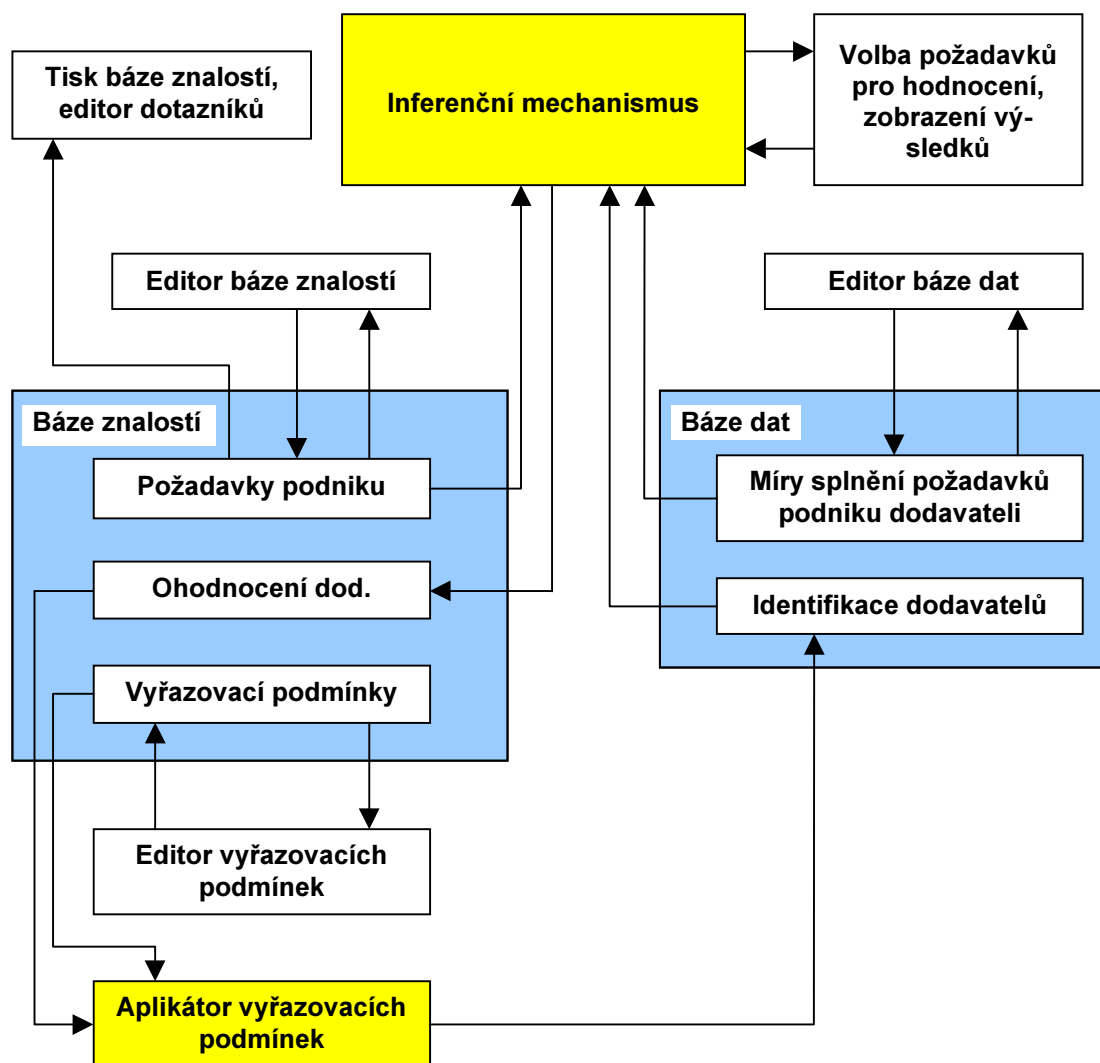 Tisk báze znalostí,
editor dotazníků
Inferenční mechanismus
Volba požadavků
pro hodnocení,
zobrazení vý-
sledků
Editor báze znalostí
Editor báze dat
Báze znalostí
Požadavky podniku
Ohodnocení dod.
Vyřazovací podmínky
Báze dat
Míry splnění požadavků
podniku dodavateli
Identifikace dodavatelů
Editor vyřazovacích
podmínek
Aplikátor vyřazovacích
podmínek